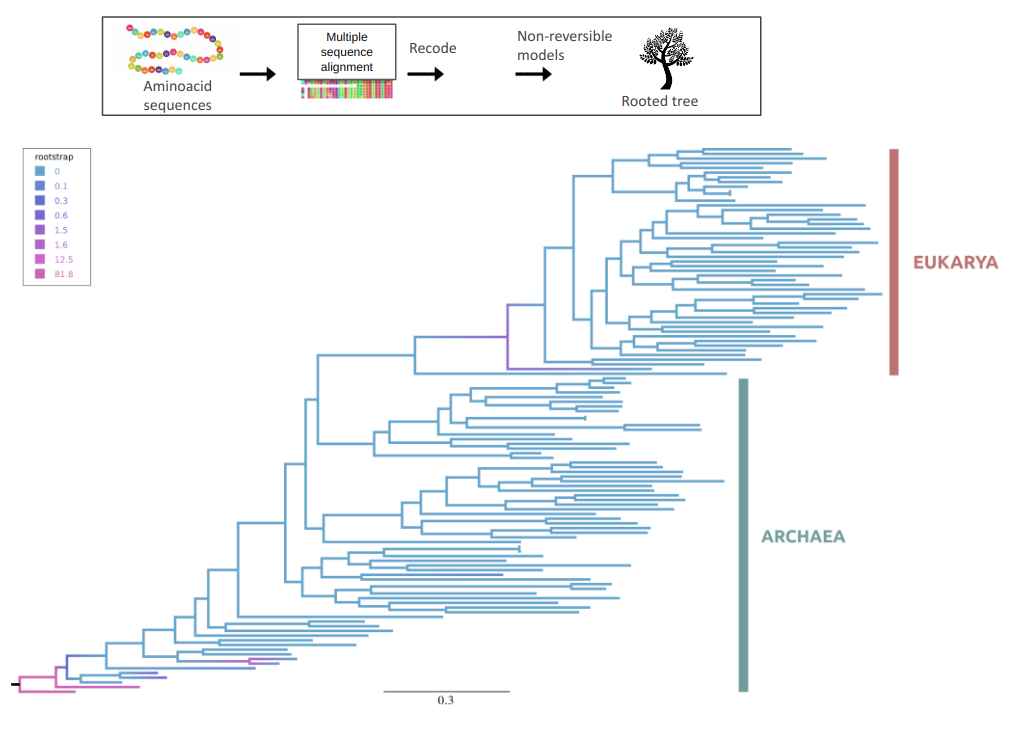 Aminoacid
sequences
Multiple
sequence
alignment
Recode
Non-reversible
models
Rooted tree
rootstrap
0
0.1
0.3
0.6
1.5
1.6
12.5
81.8
EUKARYA
ARCHAEA
0.3